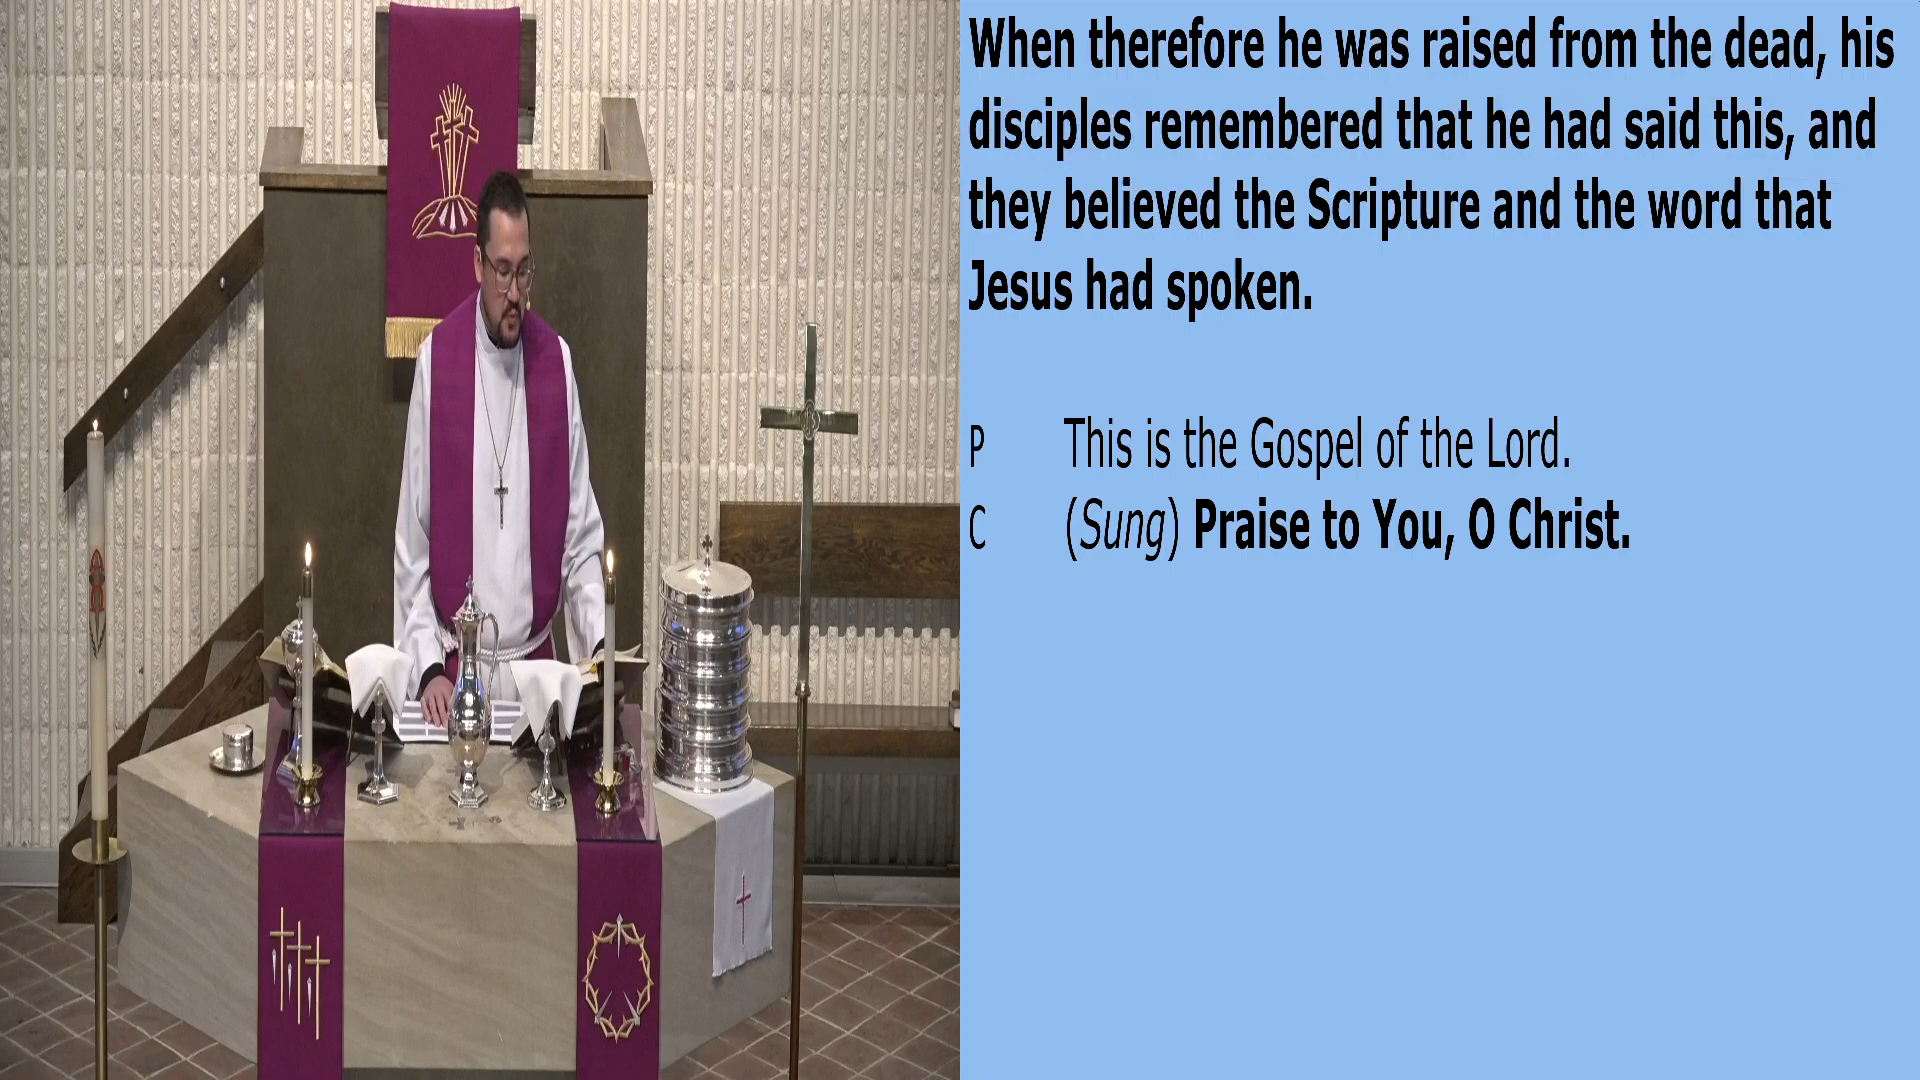 When therefore he was raised from the dead, his
disciples remembered that he had said this, and
they believed the Scripture and the word that
Jesus had spoken.
P This is the Gospel of the Lord.
C (Sung) Praise to You, O Christ.